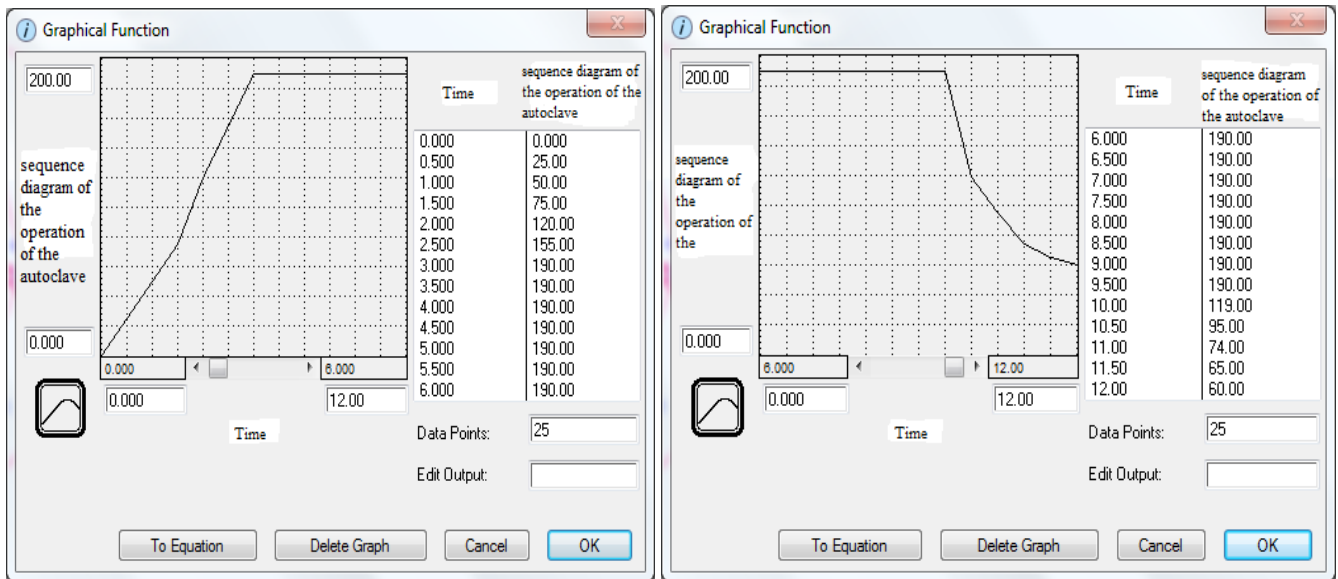 Graphical Function
200.00
sequence
diagram of
the
operation
of the
autoclave
0.000
0.000
6.000
0.000
12.00
Time
Time
sequence diagram of
the operation of the
autoclave
0.000 0.000
0.500 25.00
1.000 50.00
1.500 75.00
2.000 120.00
2.500 155.00
3.000 190.00
3.500 190.00
4.000 190.00
4.500 190.00
5.000 190.00
5.500 190.00
6.000 190.00
Data Points: 25
Edit Output:
To Equation
Delete Graph
Cancel
OK
Graphical Function
200.00
sequence
diagram of
the
operation of
the
0.000
6.000
12.00
0.000
12.00
Time
Time
sequence diagram
of the operation of
the autoclave
6.000 190.00
6.500 190.00
7.000 190.00
7.500 190.00
8.000 190.00
8.500 190.00
9.000 190.00
9.500 190.00
10.00 119.00
10.50 95.00
11.00 74.00
11.50 65.00
12.00 60.00
Data Points: 25
Edit Output:
To Equation
Delete Graph
Cancel
OK